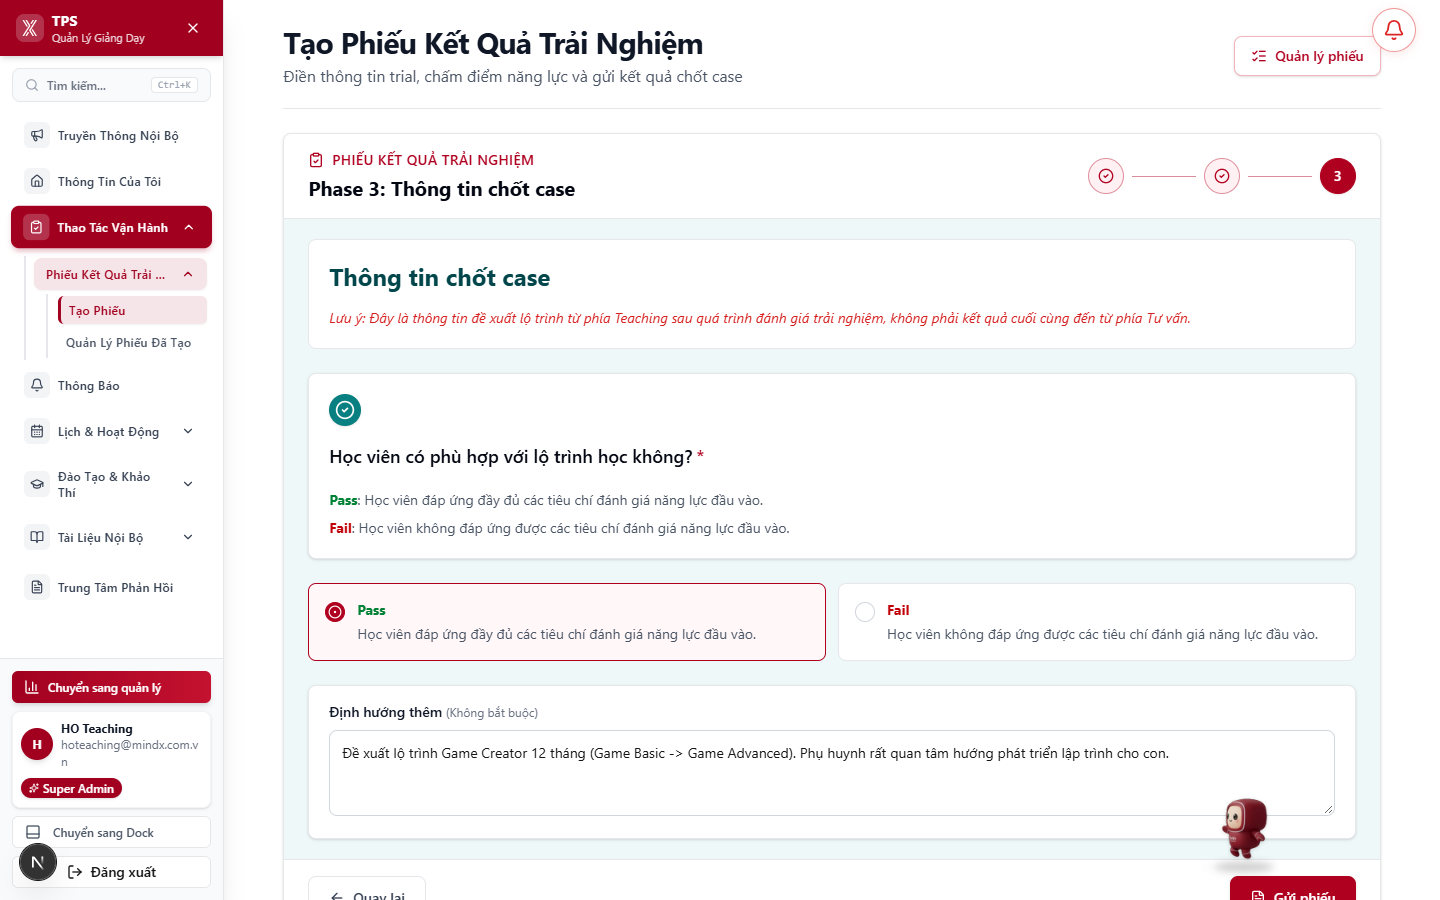 TPS
Quản Lý Giảng Dạy
Tìm kiếm...
Ctrl+K
Truyền Thông Nội Bộ
Thông Tin Của Tôi
Thao Tác Vận Hành
Phiếu Kết Quả Trải ...
Tạo Phiếu
Quản Lý Phiếu Đã Tạo
Thông Báo
Lịch & Hoạt Động
Đào Tạo & Khảo
Thí
Tài Liệu Nội Bộ
Trung Tâm Phản Hồi
Chuyển sang quản lý
H
HO Teaching
hoteaching@mindx.com.v
n
Super Admin
Chuyển sang Dock
N
Đăng xuất
Tạo Phiếu Kết Quả Trải Nghiệm
Điền thông tin trial, chấm điểm năng lực và gửi kết quả chốt case
Quản lý phiếu
PHIẾU KẾT QUẢ TRẢI NGHIỆM
Phase 3: Thông tin chốt case
3
Thông tin chốt case
Lưu ý: Đây là thông tin đề xuất lộ trình từ phía Teaching sau quá trình đánh giá trải nghiệm, không phải kết quả cuối cùng đến từ phía Tư vấn.
Học viên có phù hợp với lộ trình học không? *
Pass: Học viên đáp ứng đầy đủ các tiêu chí đánh giá năng lực đầu vào.
Fail: Học viên không đáp ứng được các tiêu chí đánh giá năng lực đầu vào.
Pass
Học viên đáp ứng đầy đủ các tiêu chí đánh giá năng lực đầu vào.
Fail
Học viên không đáp ứng được các tiêu chí đánh giá năng lực đầu vào.
Định hướng thêm (Không bắt buộc)
Đề xuất lộ trình Game Creator 12 tháng (Game Basic -> Game Advanced). Phụ huynh rất quan tâm hướng phát triển lập trình cho con.
Quay lại
Gửi phiếu